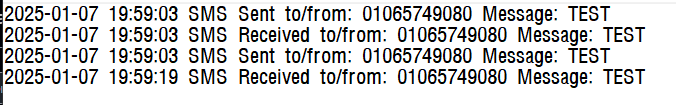 2025-01-07 19:59:03 SMS Sent to/from: 01065749080 Message: TEST
2025-01-07 19:59:03 SMS Received to/from: 01065749080 Message: TEST
2025-01-07 19:59:03 SMS Sent to/from: 01065749080 Message: TEST
2025-01-07 19:59:19 SMS Received to/from: 01065749080 Message: TEST